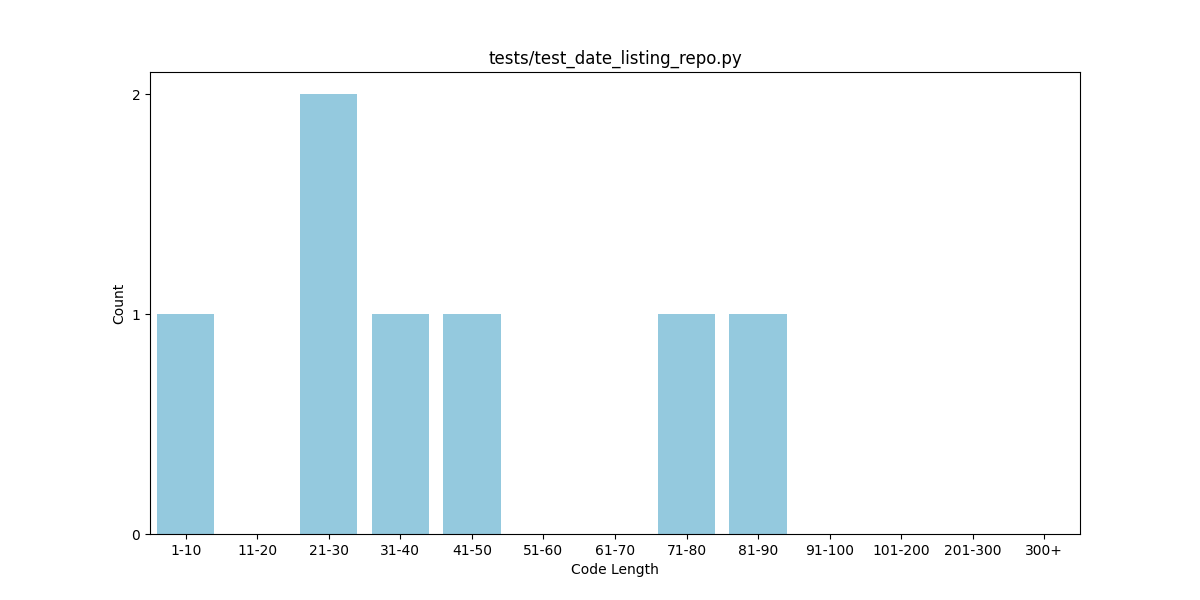 tests/test_date_listing_repo.py
2
1
0
Count
1-10 11-20 21-30 31-40 41-50 51-60 61-70 71-80 81-90 91-100 101-200 201-300 300+
Code Length